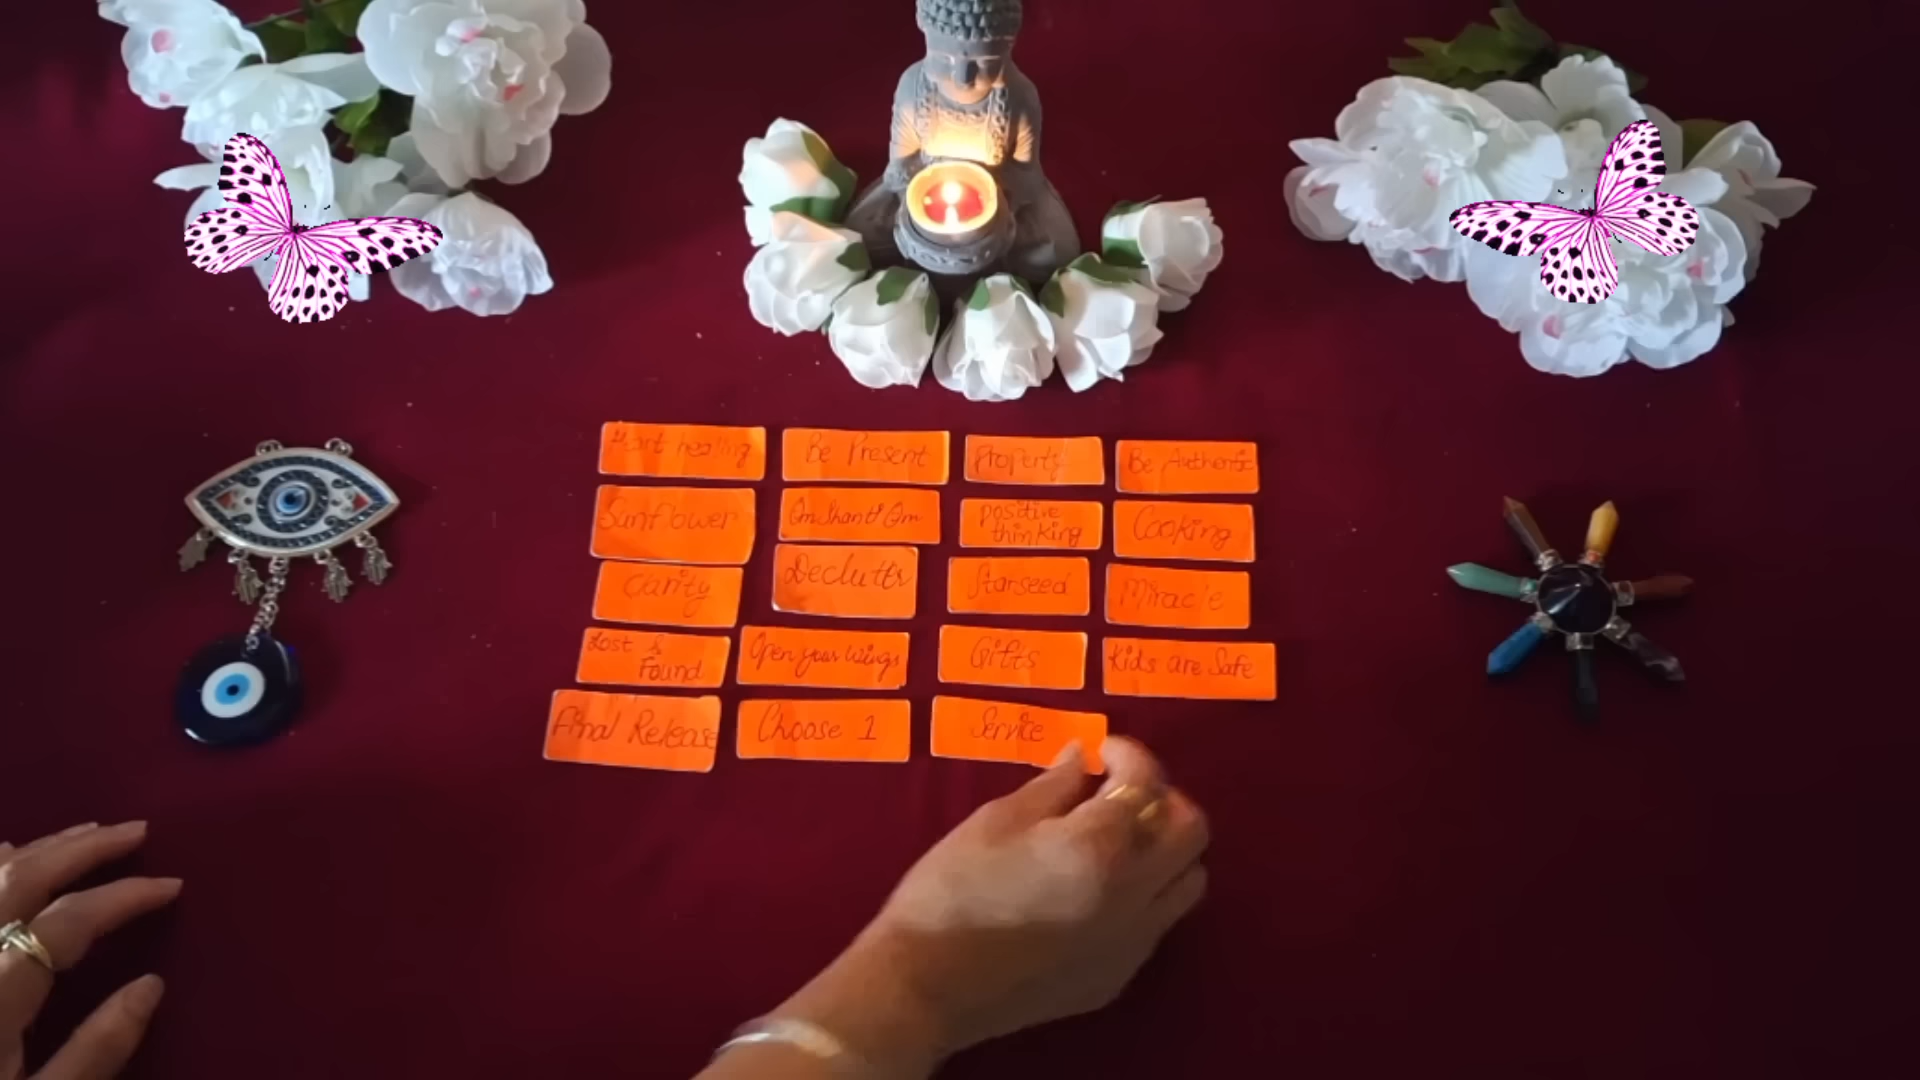 Heart healing
Be Present
Property
Be Authentic
Sunflower
Om Shanti Om
positive
thinking
Cooking
Clarity
Declutter
Starseed
Miracle
Lost &
Found
Open your wings
Gifts
Kids are Safe
Final Release
Choose 1
Service